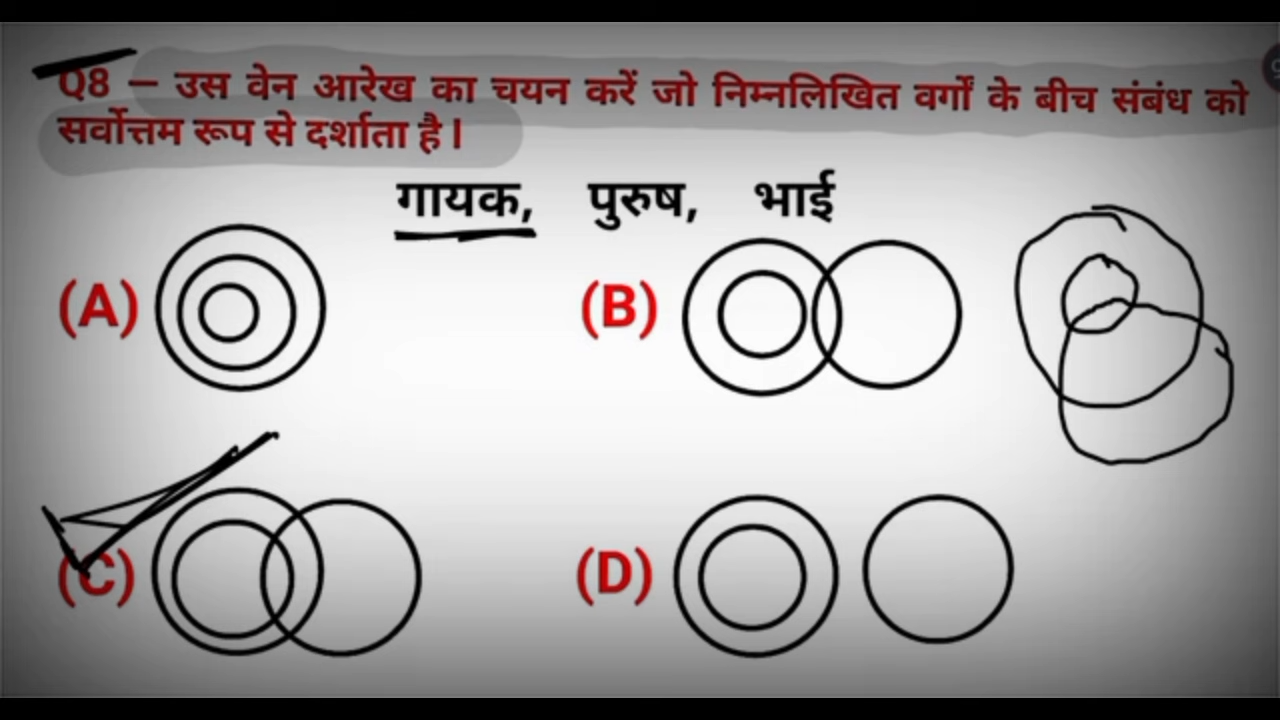 Q8 – उस वेन आरेख का चयन करें जो निम्नलिखित वर्गों के बीच संबंध को
सर्वोत्तम रूप से दर्शाता है।
गायक, पुरुष, भाई
(A)
(B)
(C)
(D)